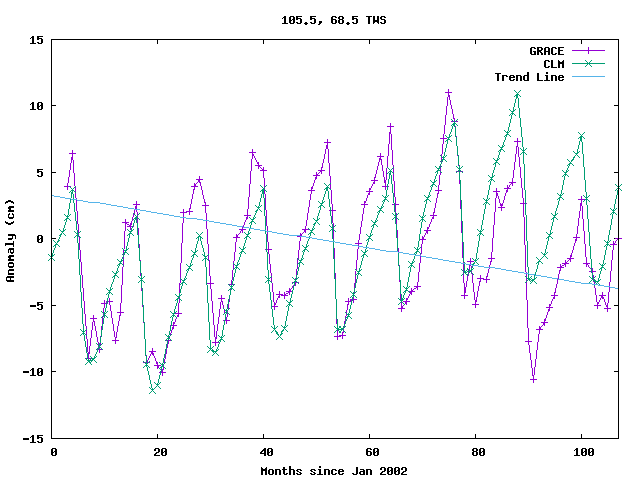 105.5, 68.5 TWS
GRACE
CLM
Trend Line
15
10
5
0
-5
-10
-15
Anomaly (cm)
0 20 40 60 80 100
Months since Jan 2002